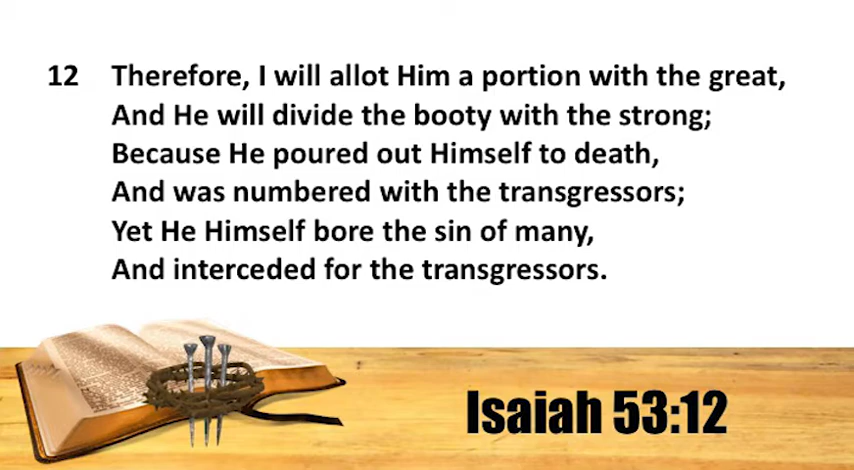 12 Therefore, I will allot Him a portion with the great,
And He will divide the booty with the strong;
Because He poured out Himself to death,
And was numbered with the transgressors;
Yet He Himself bore the sin of many,
And interceded for the transgressors.
Isaiah 53:12